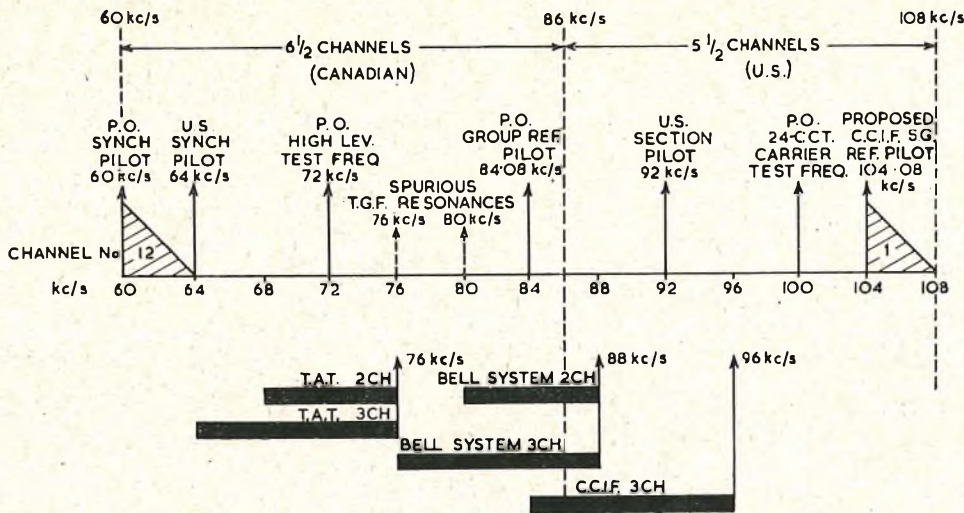 60 kc/s
86 kc/s
108 kc/s
6½ CHANNELS
(CANADIAN)
5½ CHANNELS
(U.S.)
P.O.
SYNCH
PILOT
60 kc/s
U.S
SYNCH
PILOT
64 kc/s
P.O.
HIGH LEV.
TEST FREQ
72 kc/s
SPURIOUS
T.G.F. RESONANCES
76 kc/s
80 kc/s
P.O.
GROUP REF.
PILOT
84·08 kc/s
U.S.
SECTION
PILOT
92 kc/s
P.O.
24-CCT.
CARRIER
TEST FREQ.
PROPOSED
C.C.I.F. SG.
REF. PILOT
104·08
kc/s
CHANNEL No
12
1
kc/s
60 64 68 72 76 80 84 88 92 96 100 104 108
76 kc/s
88 kc/s
96 kc/s
T.A.T. 2CH
BELL SYSTEM 2CH
T.A.T. 3CH
BELL SYSTEM 3CH
C.C.I.F. 3CH